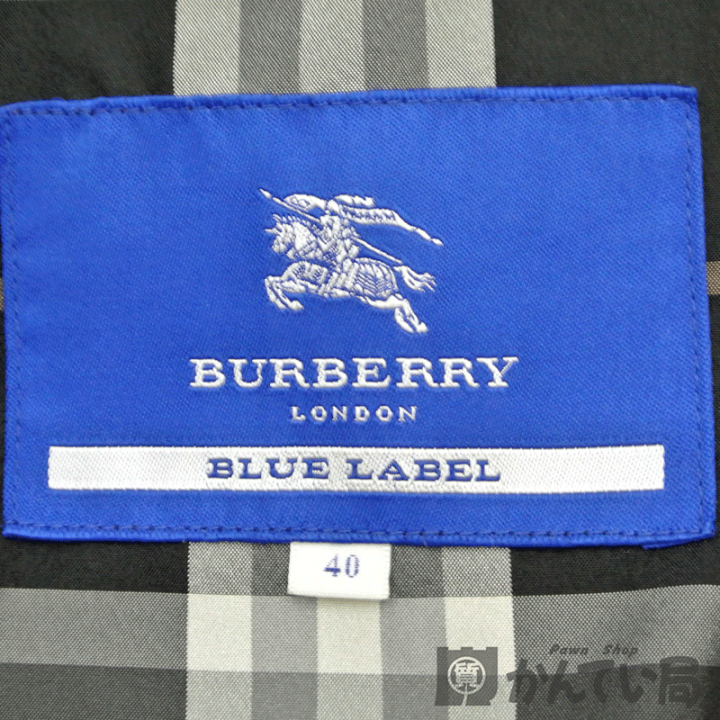 BURBERRY
LONDON
BLUE LABEL
40
Pawn Shop
質 かんてい局